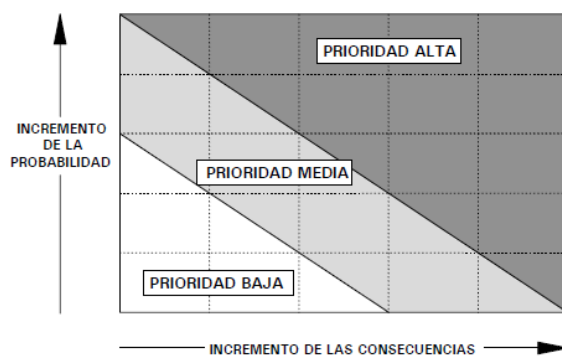 PRIORIDAD ALTA
INCREMENTO
DE LA
PROBABILIDAD
PRIORIDAD MEDIA
PRIORIDAD BAJA
INCREMENTO DE LAS CONSECUENCIAS